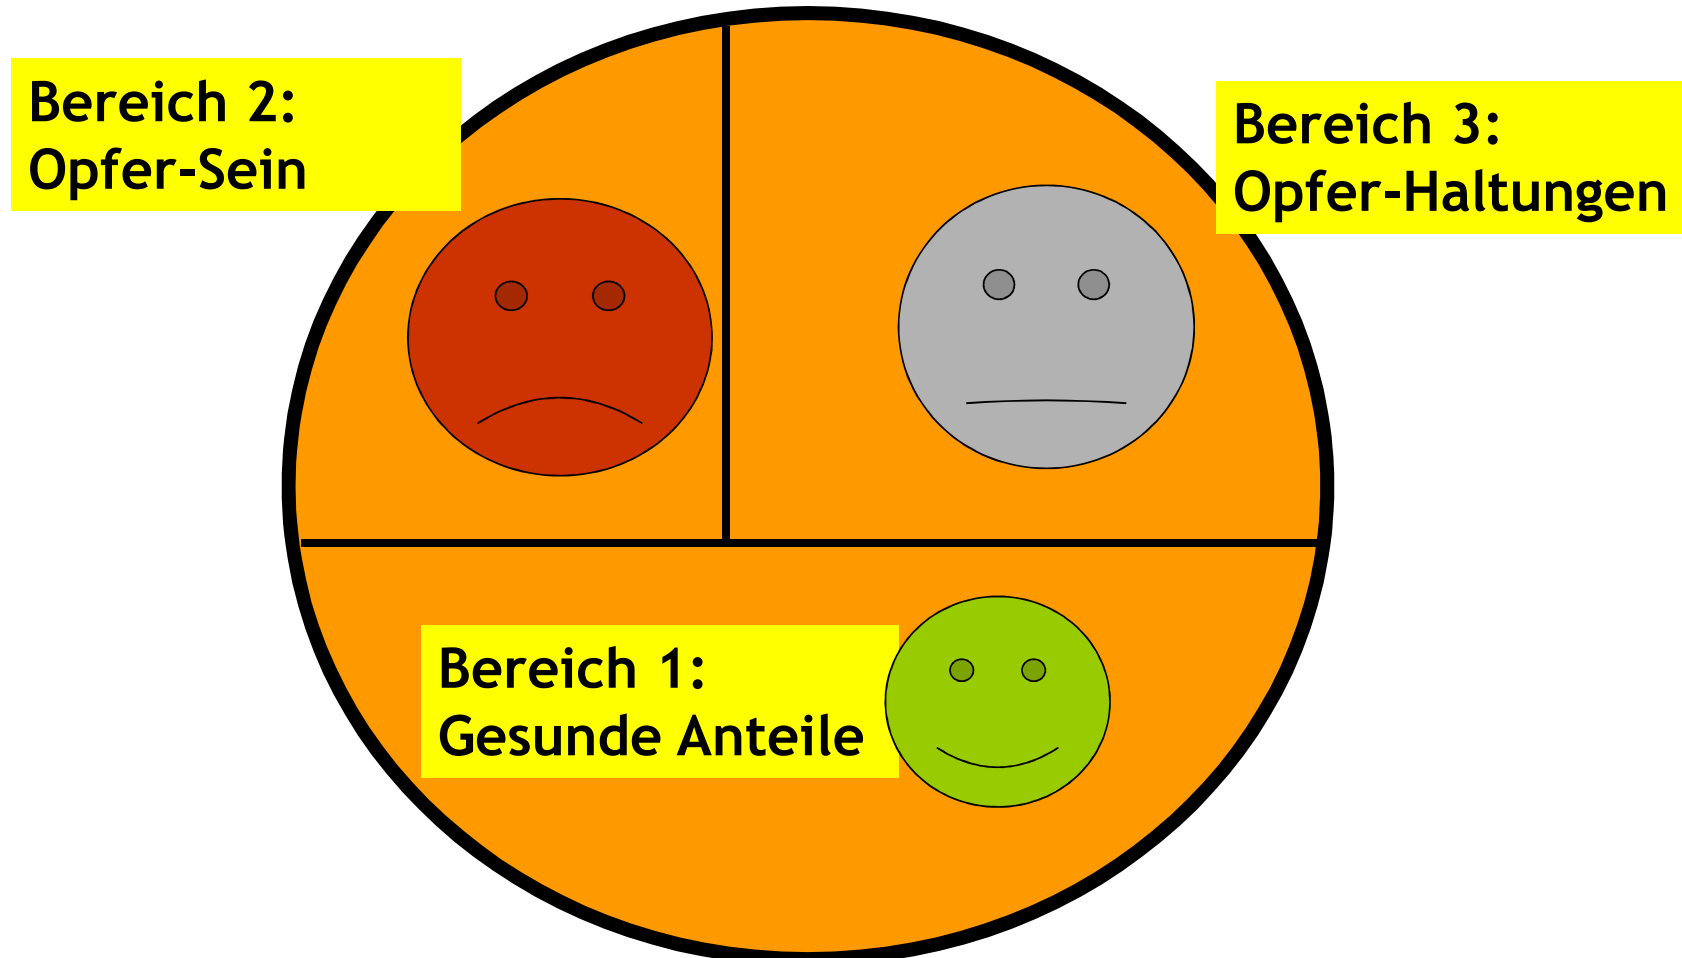 Bereich 2:
Opfer-Sein
Bereich 3:
Opfer-Haltungen
Bereich 1:
Gesunde Anteile